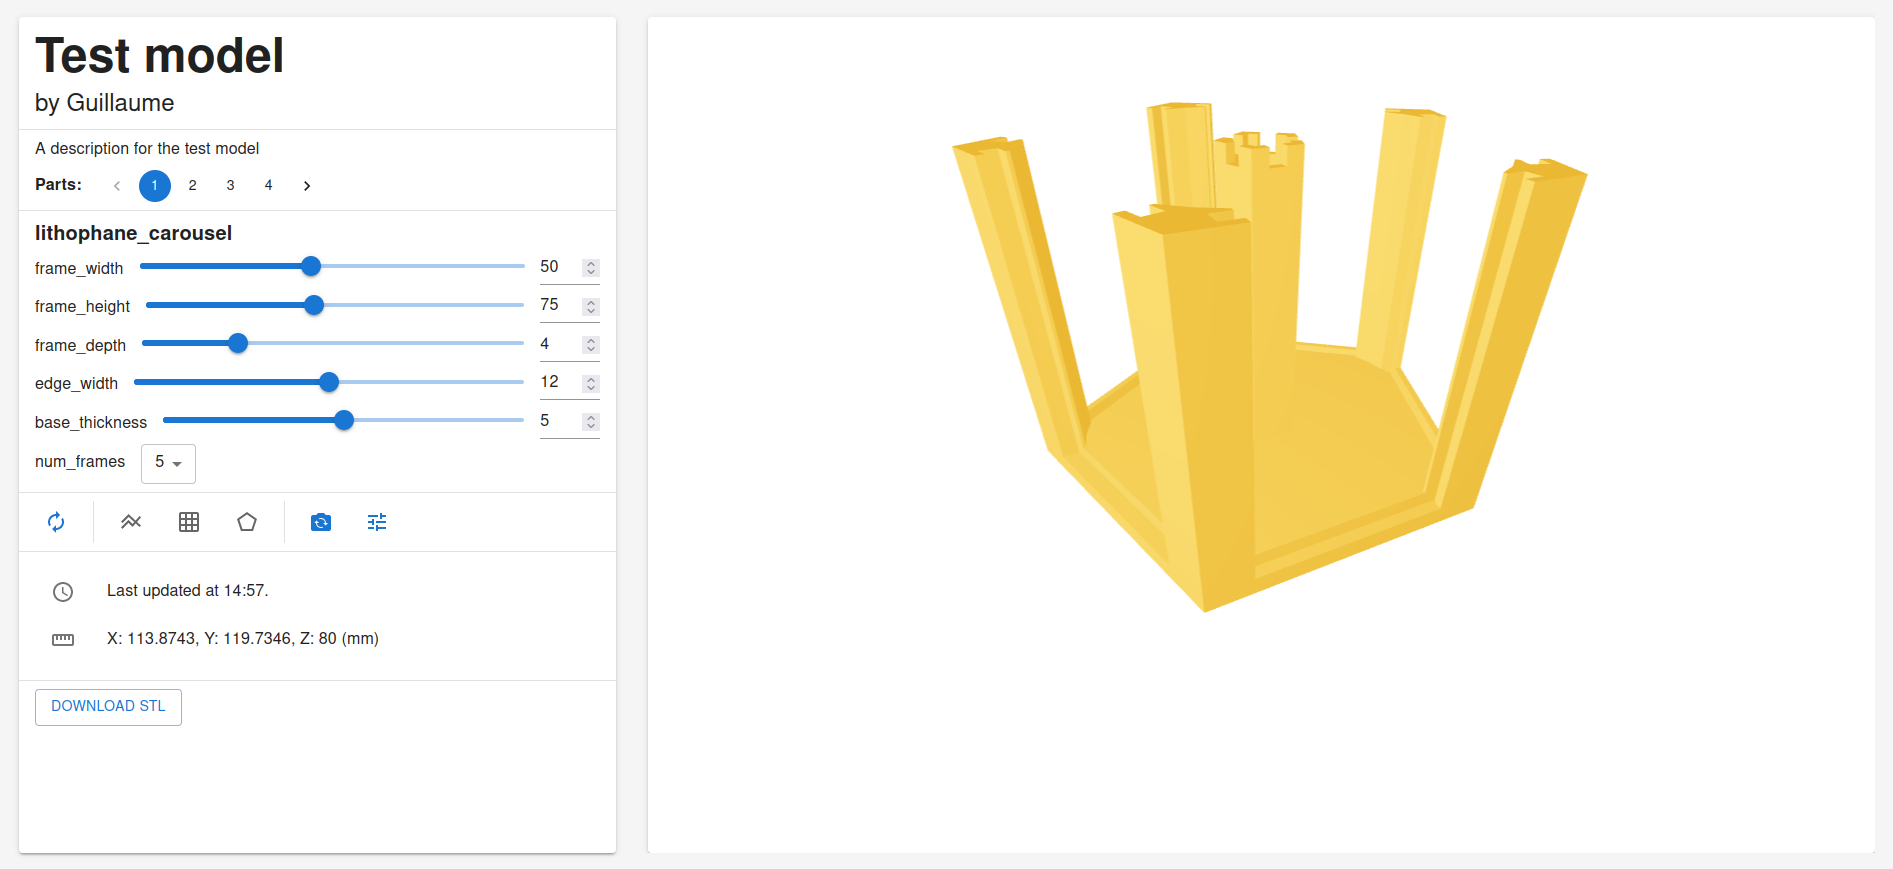 Test model
by Guillaume
A description for the test model
Parts: 1 2 3 4
lithophane_carousel
frame_width 50
frame_height 75
frame_depth 4
edge_width 12
base_thickness 5
num_frames 5
Last updated at 14:57.
X: 113.8743, Y: 119.7346, Z: 80 (mm)
DOWNLOAD STL